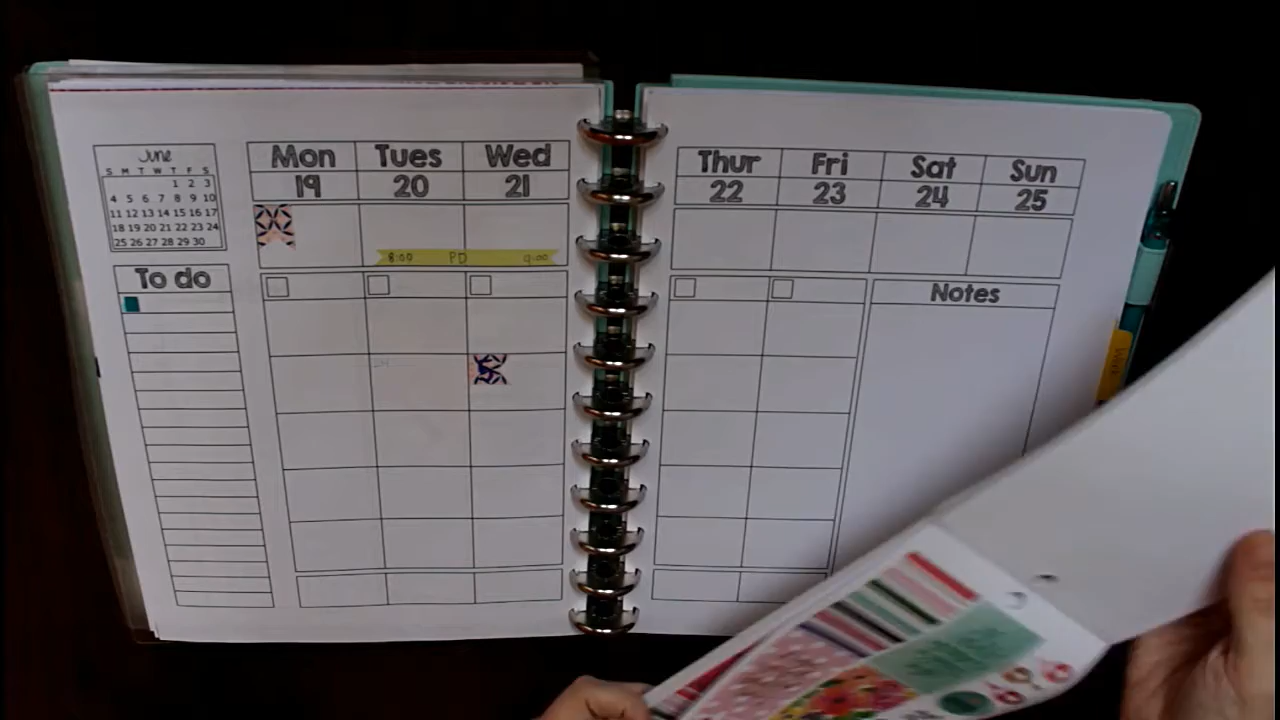 June
S M T W T F S
1 2 3
4 5 6 7 8 9 10
11 12 13 14 15 16 17
18 19 20 21 22 23 24
25 26 27 28 29 30
To do
Mon Tues Wed
19 20 21
8:00 PD 9:00
Thur Fri Sat Sun
22 23 24 25
Notes